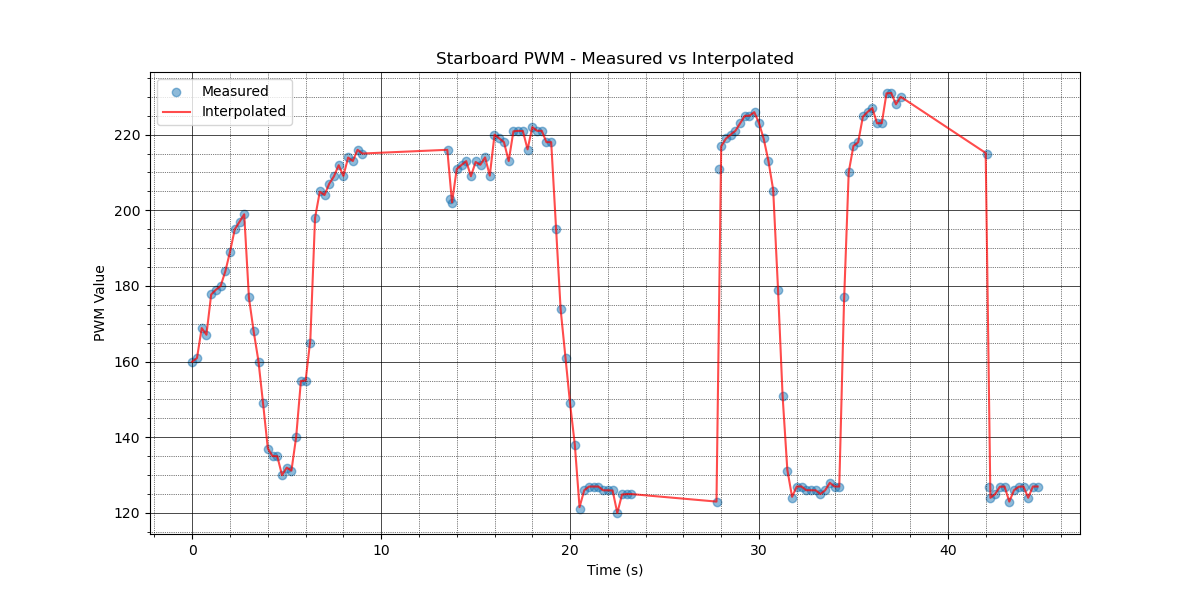 Starboard PWM - Measured vs Interpolated
Measured
Interpolated
220
200
180
160
140
120
PWM Value
0 10 20 30 40
Time (s)